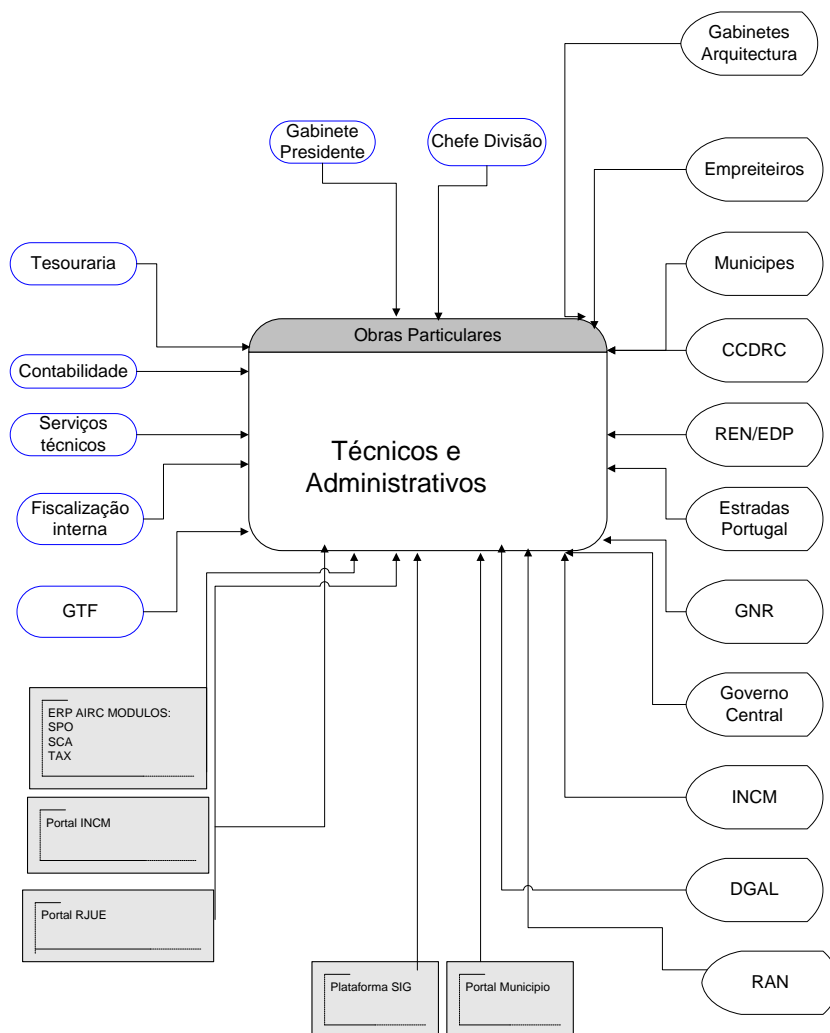 Gabinetes
Arquitectura
Gabinete
Presidente
Chefe Divisão
Empreiteiros
Tesouraria
Municipes
Obras Particulares
CCDRC
Contabilidade
Serviços
técnicos
REN/EDP
Técnicos e
Administrativos
Fiscalização
interna
Estradas
Portugal
GTF
GNR
Governo
Central
ERP AIRC MODULOS:
SPO
SCA
TAX
INCM
Portal INCM
DGAL
Portal RJUE
RAN
Plataforma SIG
Portal Municipio